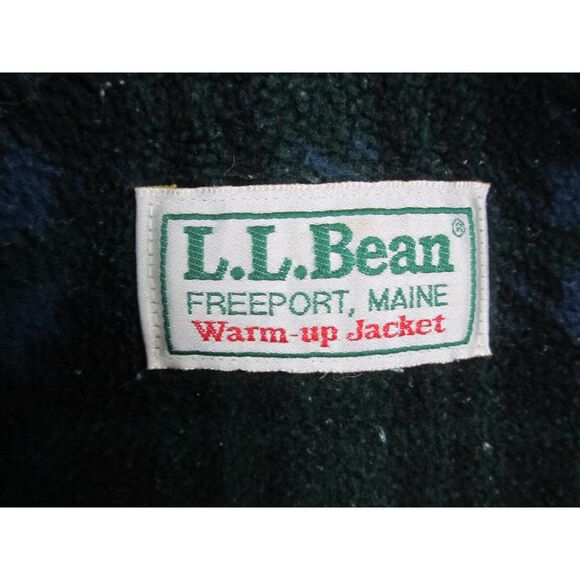 L.L.Bean®
FREEPORT, MAINE
Warm-up Jacket